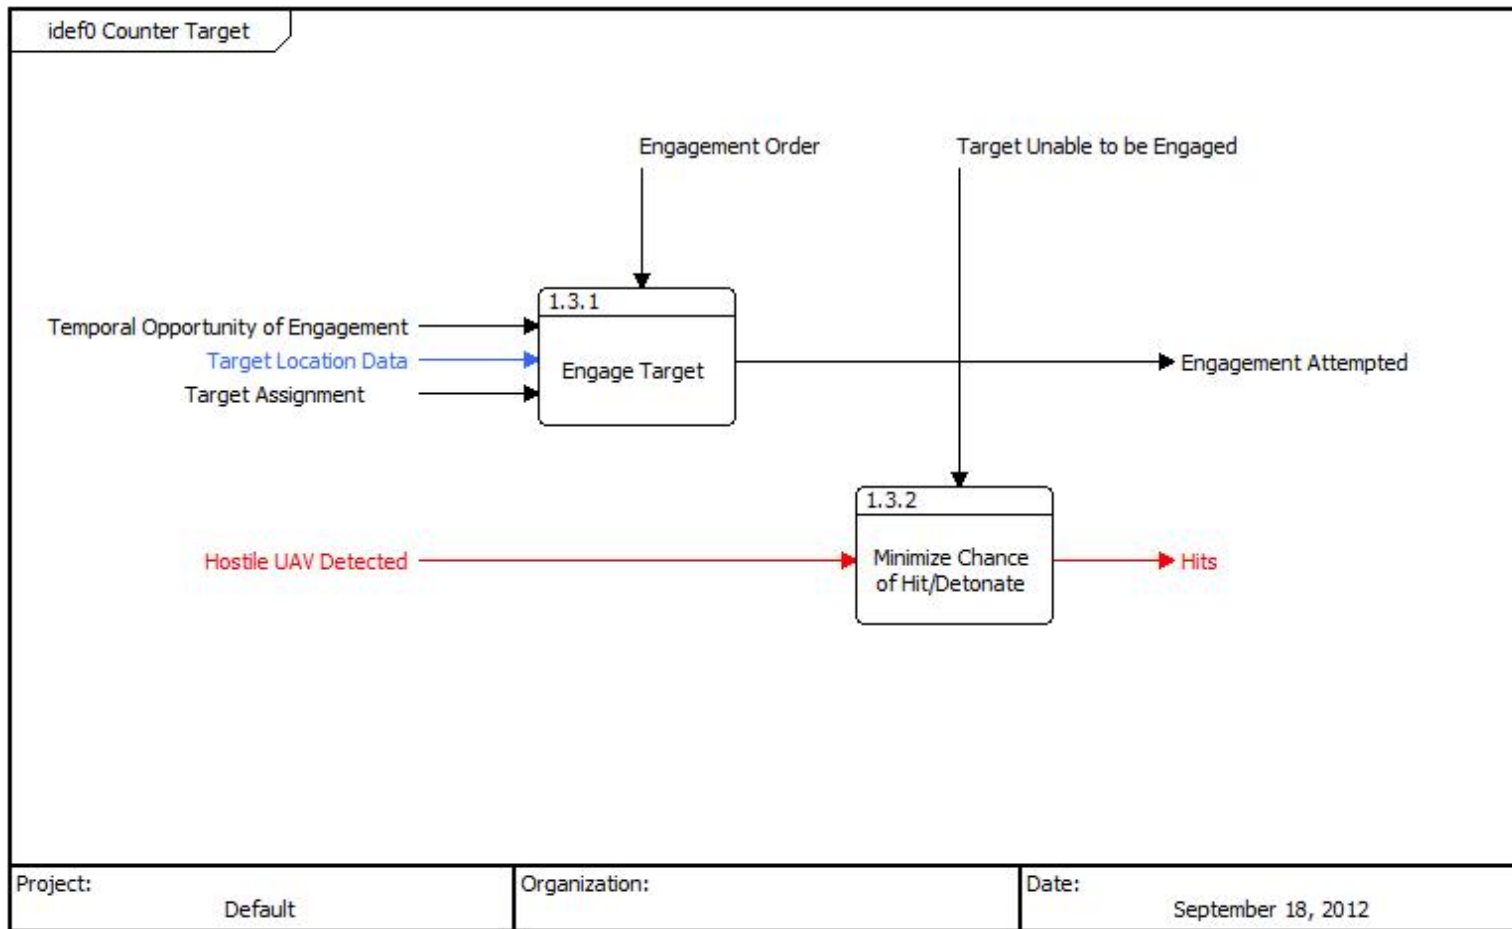 idef0 Counter Target
Engagement Order
Target Unable to be Engaged
1.3.1
Engage Target
Temporal Opportunity of Engagement
Target Location Data
Target Assignment
Engagement Attempted
1.3.2
Minimize Chance
of Hit/Detonate
Hostile UAV Detected
Hits
Project:
Default
Organization:
Date:
September 18, 2012